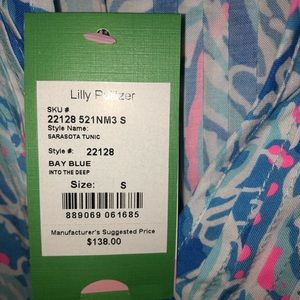 Lilly Pulitzer
SKU #
22128 521NM3 S
Style Name:
SARASOTA TUNIC
Style #: 22128
BAY BLUE
INTO THE DEEP
Size: S
889069 061685
Manufacturer's Suggested Price
$138.00